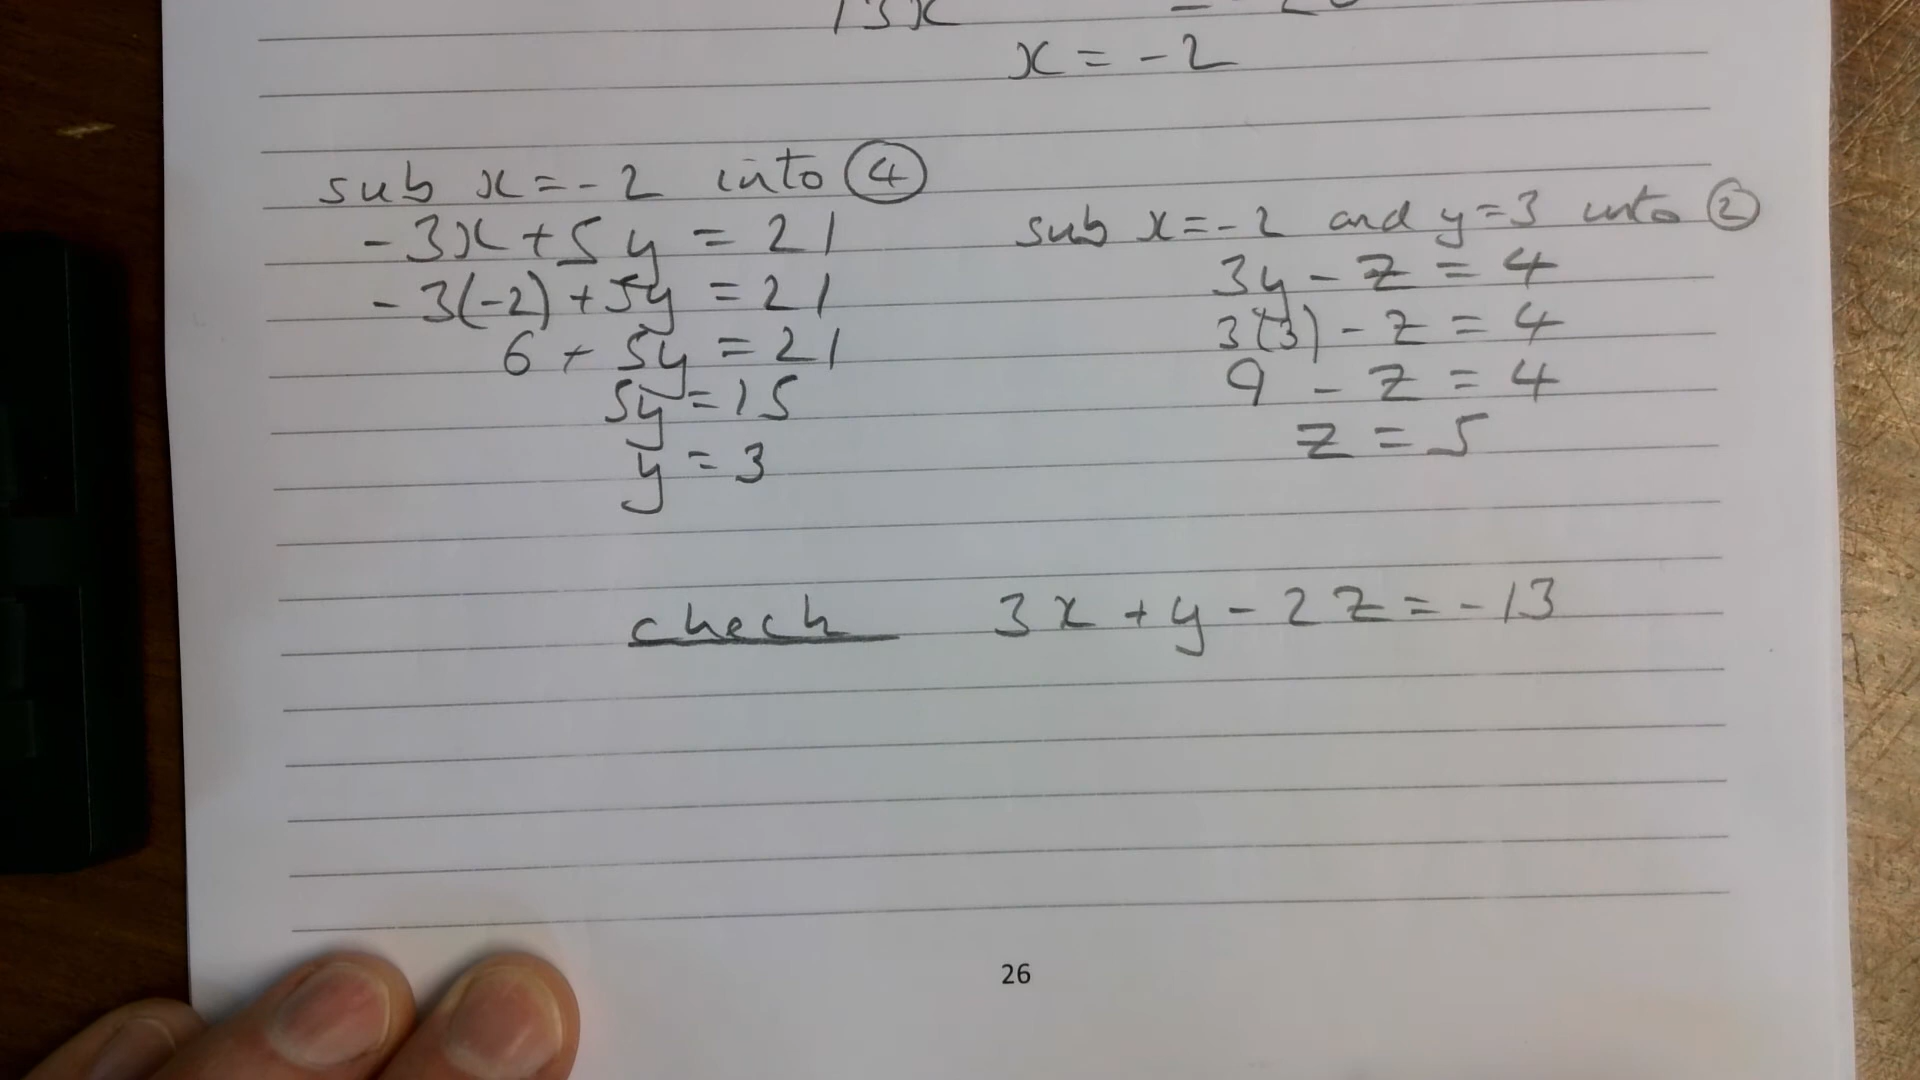 x = -2
sub x = -2 into ④
-3x + 5y = 21
-3(-2) + 5y = 21
6 + 5y = 21
5y = 15
y = 3
sub x = -2 and y = 3 into ②
3y - z = 4
3(3) - z = 4
9 - z = 4
z = 5
check 3x + y - 2z = -13
26